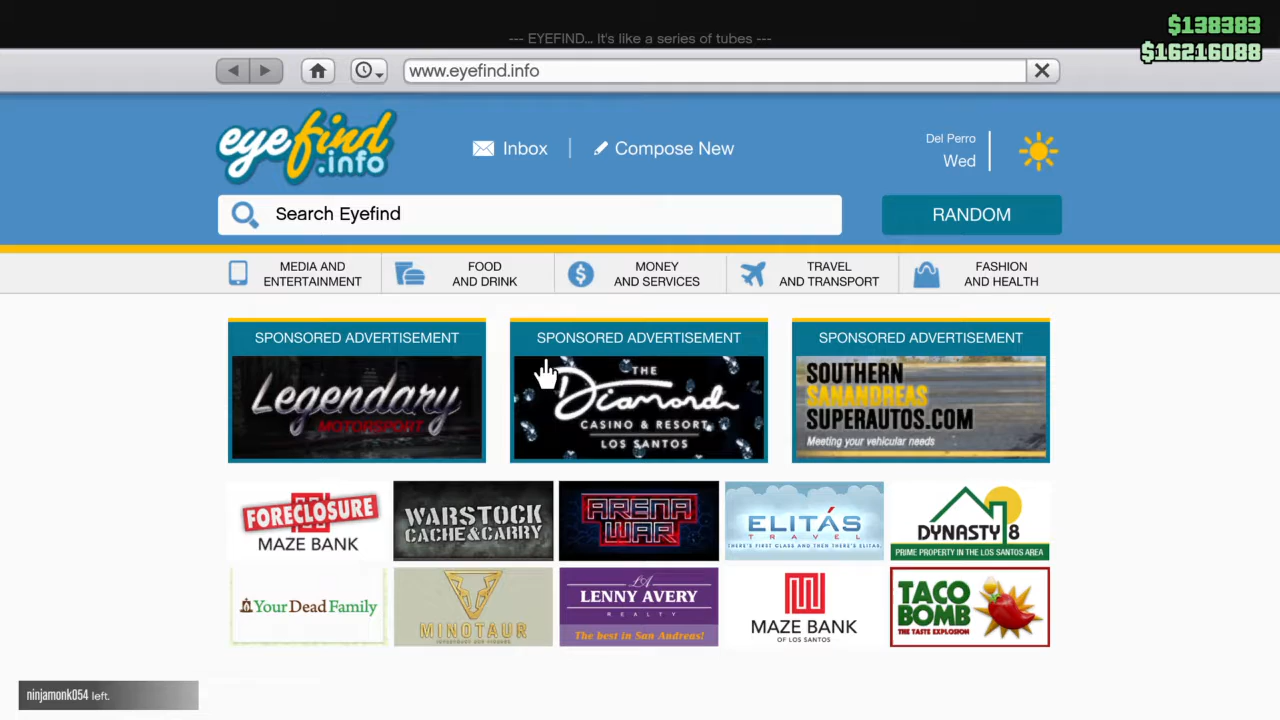 $138383
--- EYEFIND... It's like a series of tubes ---
$16216088
www.eyefind.info
eyefind
.info
Inbox
Compose New
Del Perro
Wed
Search Eyefind
RANDOM
MEDIA AND
ENTERTAINMENT
FOOD
AND DRINK
MONEY
AND SERVICES
TRAVEL
AND TRANSPORT
FASHION
AND HEALTH
SPONSORED ADVERTISEMENT
Legendary
MOTORSPORT
SPONSORED ADVERTISEMENT
THE
Diamond
CASINO & RESORT
LOS SANTOS
SPONSORED ADVERTISEMENT
SOUTHERN
SANANDREAS
SUPERAUTOS.COM
Meeting your vehicular needs
FORECLOSURE
MAZE BANK
WARSTOCK
CACHE & CARRY
ARENA
WAR
ELITÁS
TRAVEL
THERE'S FIRST CLASS AND THEN THERE'S ELITAS.
DYNASTY 8
PRIME PROPERTY IN THE LOS SANTOS AREA
Your Dead Family
MINOTAUR
LA
LENNY AVERY
REALTY
The best in San Andreas!
MAZE BANK
OF LOS SANTOS
TACO
BOMB
THE TASTE EXPLOSION
ninjamonk054 left.